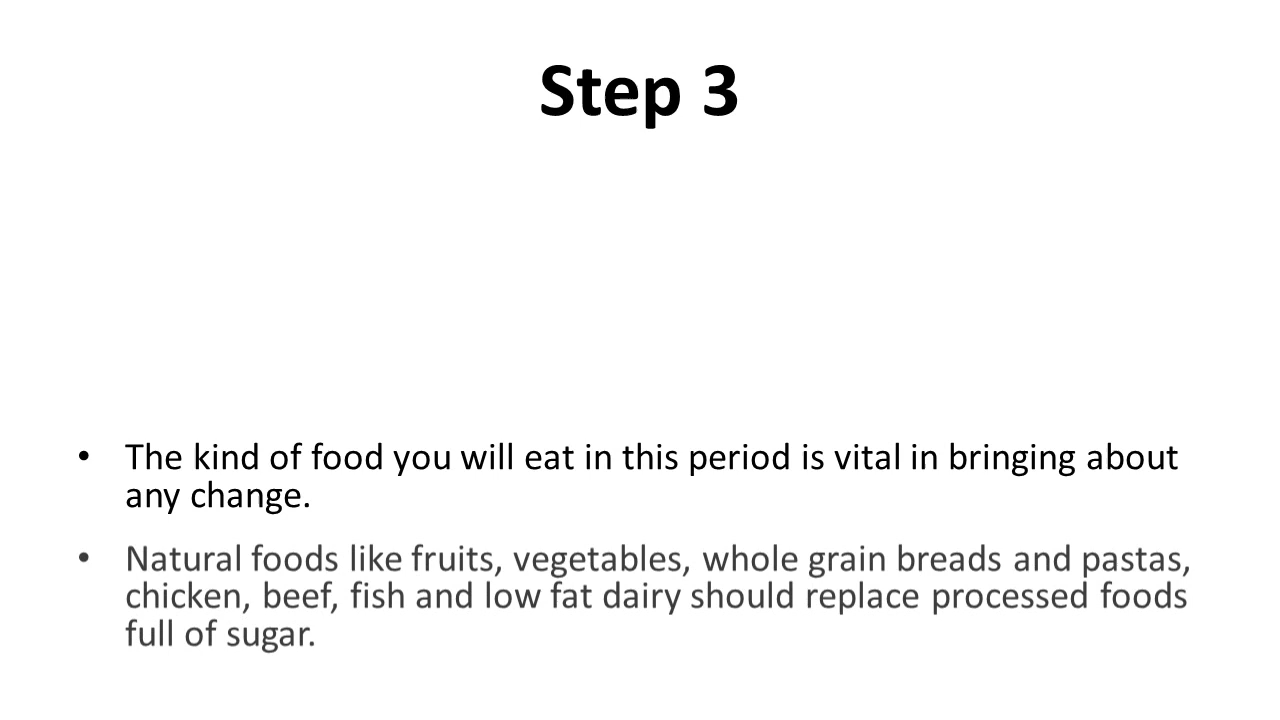 Step 3
• The kind of food you will eat in this period is vital in bringing about
any change.
• Natural foods like fruits, vegetables, whole grain breads and pastas,
chicken, beef, fish and low fat dairy should replace processed foods
full of sugar.